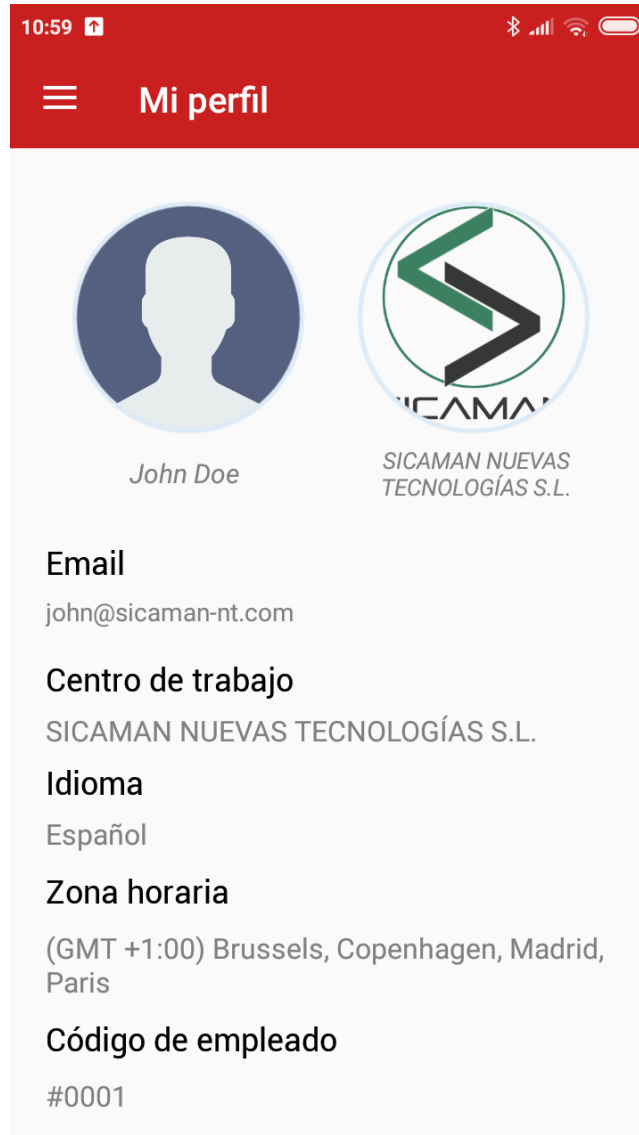 10:59
Mi perfil
SICAMAN
John Doe
SICAMAN NUEVAS
TECNOLOGÍAS S.L.
Email
john@sicaman-nt.com
Centro de trabajo
SICAMAN NUEVAS TECNOLOGÍAS S.L.
Idioma
Español
Zona horaria
(GMT +1:00) Brussels, Copenhagen, Madrid,
Paris
Código de empleado
#0001